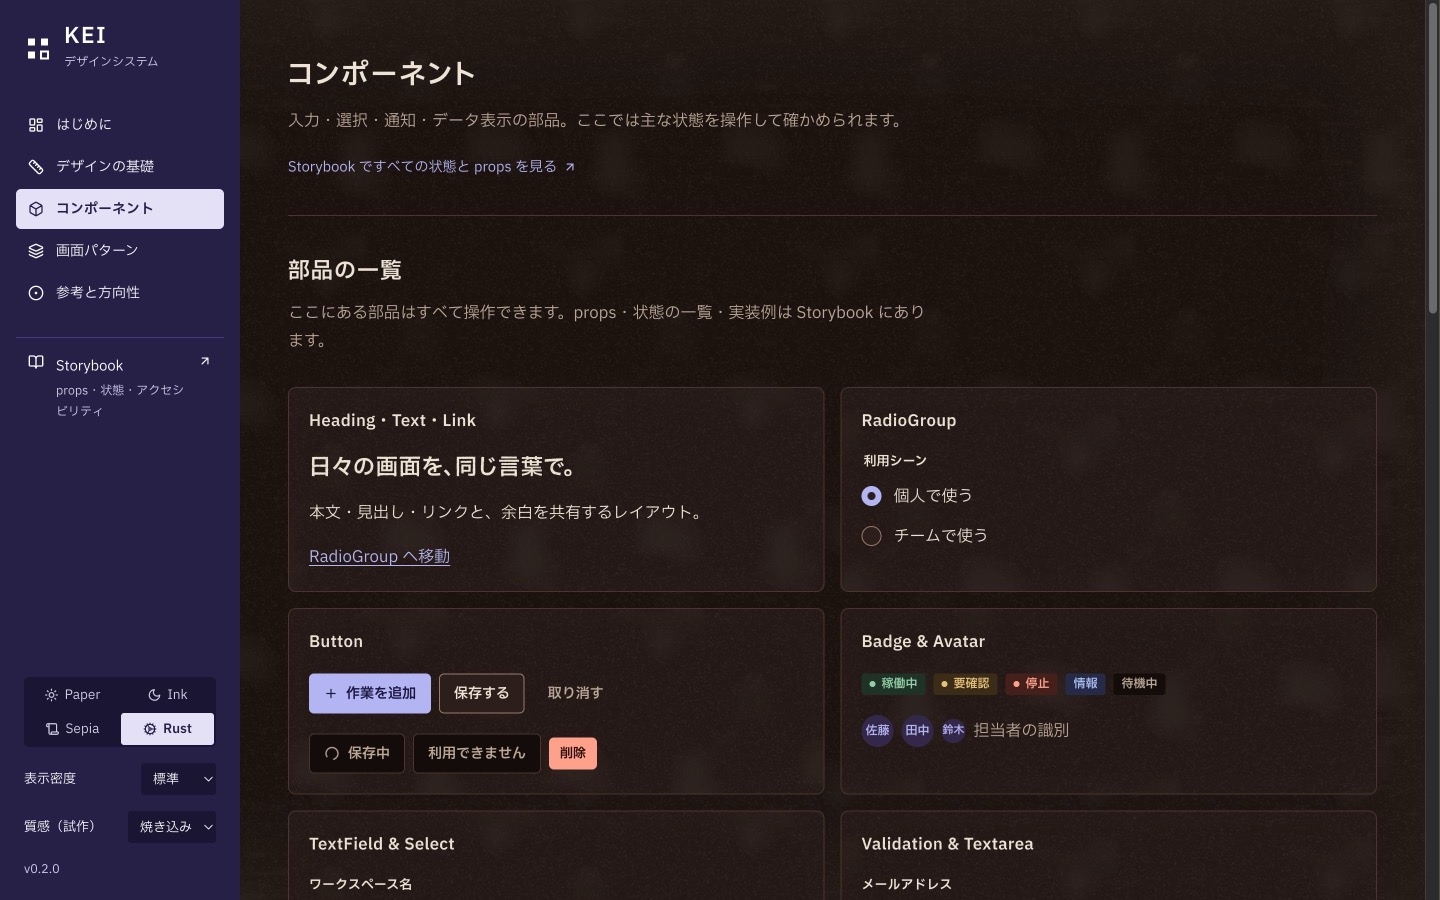 KEI
デザインシステム
はじめに
デザインの基礎
コンポーネント
画面パターン
参考と方向性
Storybook
props・状態・アクセシ
ビリティ
Paper
Ink
Sepia
Rust
表示密度
標準
質感（試作）
焼き込み
v0.2.0
コンポーネント
入力・選択・通知・データ表示の部品。ここでは主な状態を操作して確かめられます。
Storybook ですべての状態と props を見る
部品の一覧
ここにある部品はすべて操作できます。props・状態の一覧・実装例は Storybook にあり
ます。
Heading・Text・Link
日々の画面を、同じ言葉で。
本文・見出し・リンクと、余白を共有するレイアウト。
RadioGroup へ移動
RadioGroup
利用シーン
個人で使う
チームで使う
Button
作業を追加
保存する
取り消す
保存中
利用できません
削除
Badge & Avatar
稼働中
要確認
停止
情報
待機中
佐藤
田中
鈴木
担当者の識別
TextField & Select
ワークスペース名
Validation & Textarea
メールアドレス